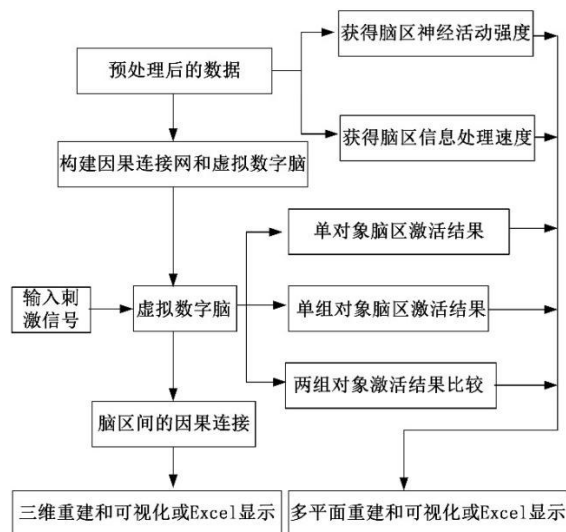 获得脑区神经活动强度
预处理后的数据
获得脑区信息处理速度
构建因果连接网和虚拟数字脑
单对象脑区激活结果
输入刺
激信号
虚拟数字脑
单组对象脑区激活结果
两组对象激活结果比较
脑区间的因果连接
三维重建和可视化或Excel显示
多平面重建和可视化或Excel显示